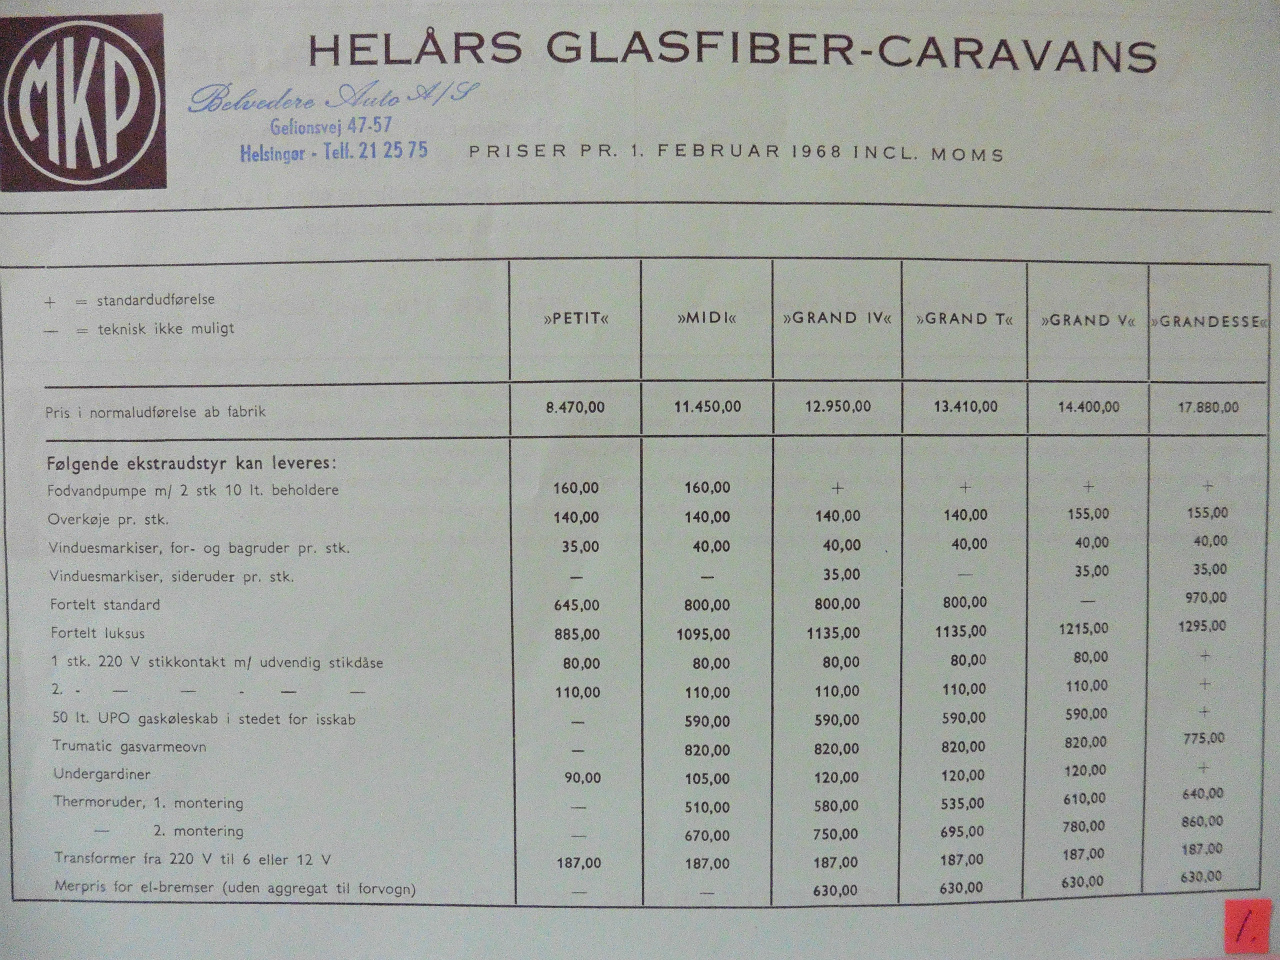 MKP
HELÅRS GLASFIBER-CARAVANS
Belvedere Auto A/S
Gefionsvej 47-57
Helsingør - Telf. 21 25 75
PRISER PR. 1. FEBRUAR 1968 INCL. MOMS
+ = standardudførelse
— = teknisk ikke muligt
»PETIT« »MIDI« »GRAND IV« »GRAND T« »GRAND V« »GRANDESSE«
Pris i normaludførelse ab fabrik 8.470,00 11.450,00 12.950,00 13.410,00 14.400,00 17.880,00
Følgende ekstraudstyr kan leveres:
Fodvandpumpe m/ 2 stk 10 lt. beholdere 160,00 160,00 + + + +
Overkøje pr. stk. 140,00 140,00 140,00 140,00 155,00 155,00
Vinduesmarkiser, for- og bagruder pr. stk. 35,00 40,00 40,00 40,00 40,00 40,00
Vinduesmarkiser, sideruder pr. stk. — — 35,00 — 35,00 35,00
Fortelt standard 645,00 800,00 800,00 800,00 — 970,00
Fortelt luksus 885,00 1095,00 1135,00 1135,00 1215,00 1295,00
1 stk. 220 V stikkontakt m/ udvendig stikdåse 80,00 80,00 80,00 80,00 80,00 +
2. - — — - — — 110,00 110,00 110,00 110,00 110,00 +
50 lt. UPO gaskøleskab i stedet for isskab — 590,00 590,00 590,00 590,00 +
Trumatic gasvarmeovn — 820,00 820,00 820,00 820,00 775,00
Undergardiner 90,00 105,00 120,00 120,00 120,00 +
Thermoruder, 1. montering — 510,00 580,00 535,00 610,00 640,00
— 2. montering — 670,00 750,00 695,00 780,00 860,00
Transformer fra 220 V til 6 eller 12 V 187,00 187,00 187,00 187,00 187,00 187,00
Merpris for el-bremser (uden aggregat til forvogn) — — 630,00 630,00 630,00 630,00
1.